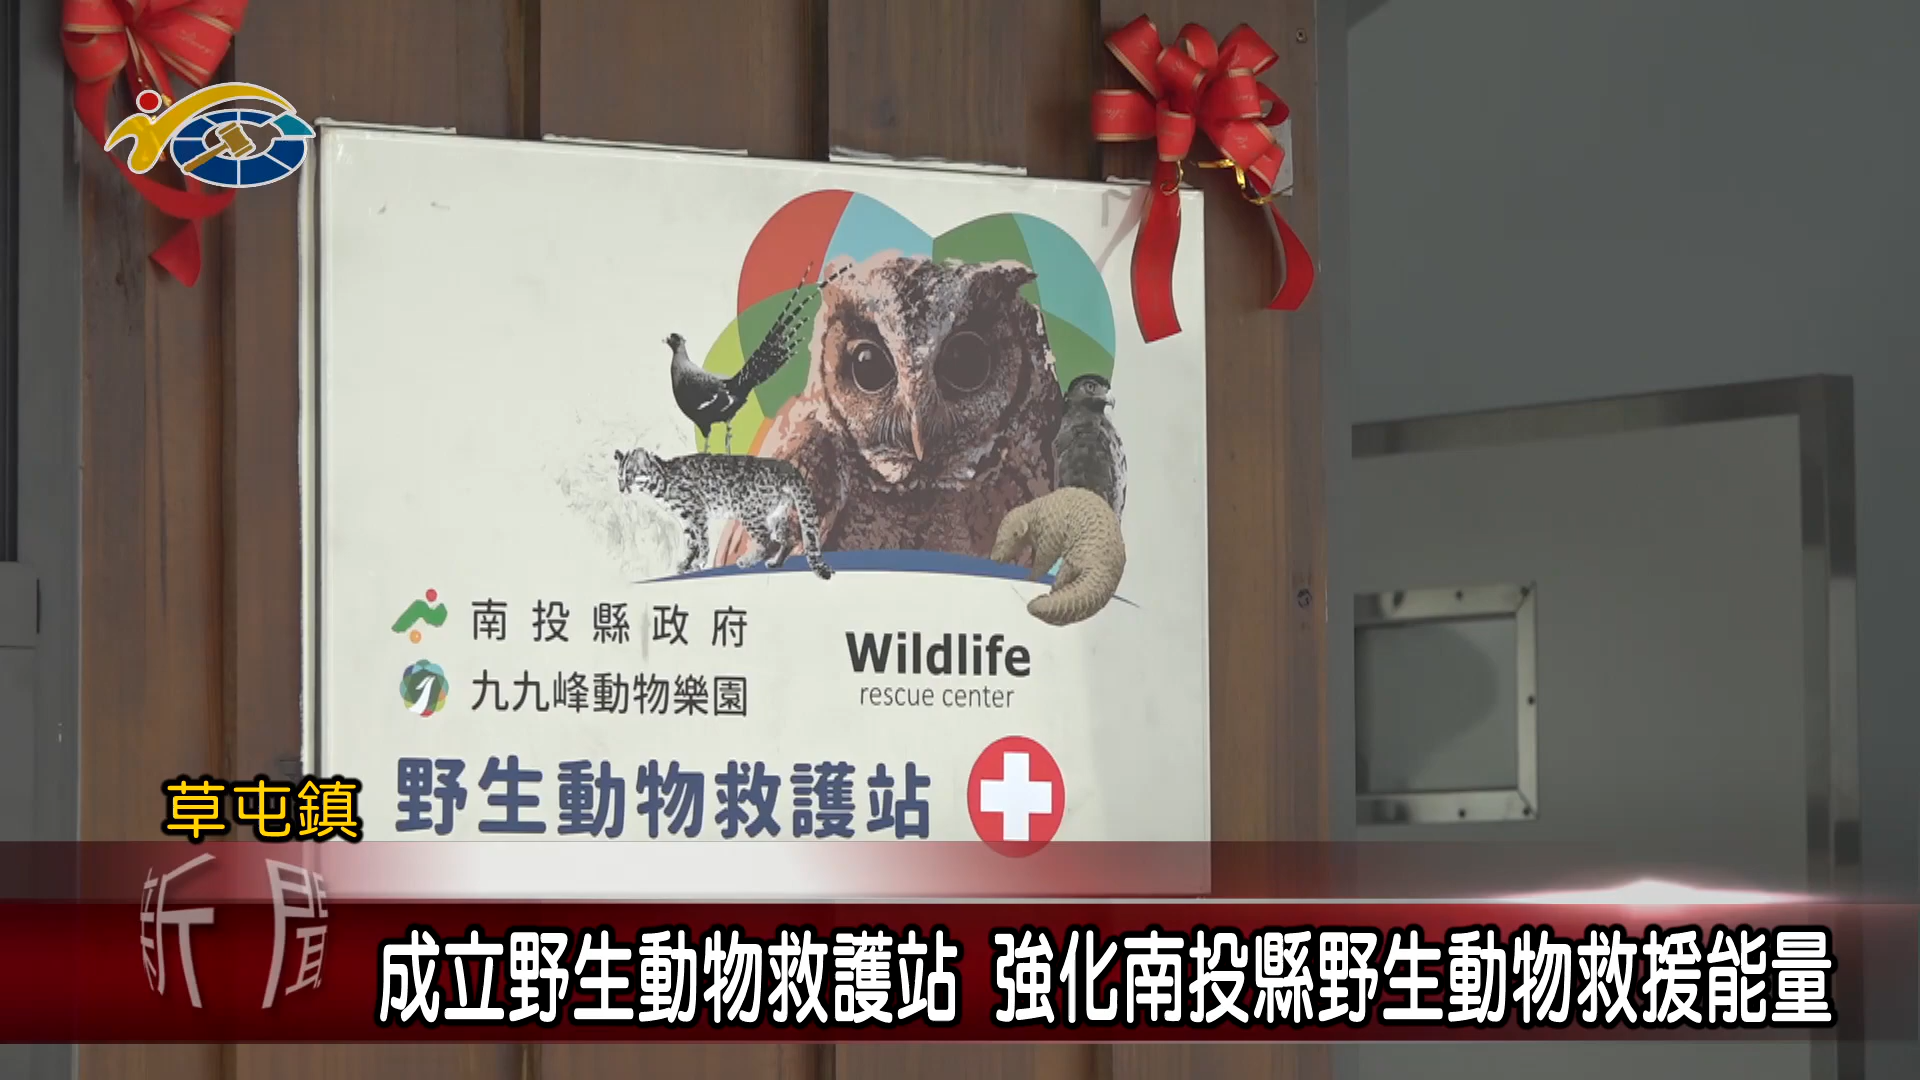 南投縣政府
九九峰動物樂園
Wildlife
rescue center
野生動物救護站
草屯鎮
新聞
成立野生動物救護站 強化南投縣野生動物救援能量